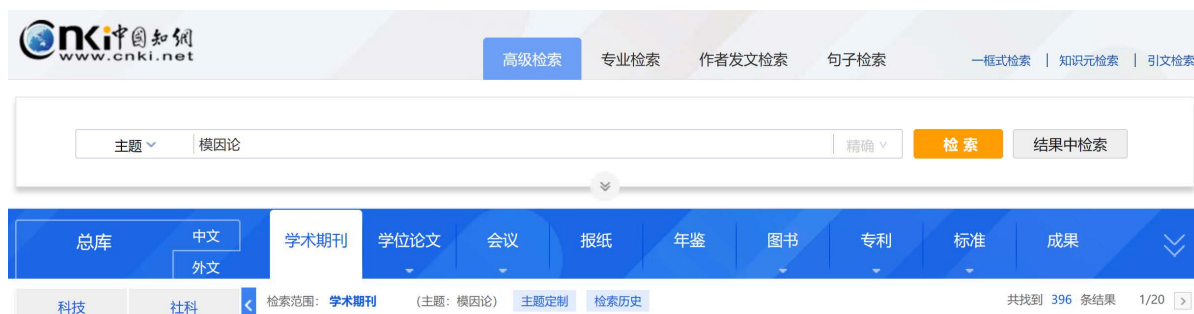 Cnki中国知网
www.cnki.net
高级检索 专业检索 作者发文检索 句子检索 一框式检索 | 知识元检索 | 引文检索
主题 模因论 精确 检索 结果中检索
总库 中文 学术期刊 学位论文 会议 报纸 年鉴 图书 专利 标准 成果
外文
科技 社科 检索范围：学术期刊 （主题：模因论） 主题定制 检索历史 共找到 396 条结果 1/20